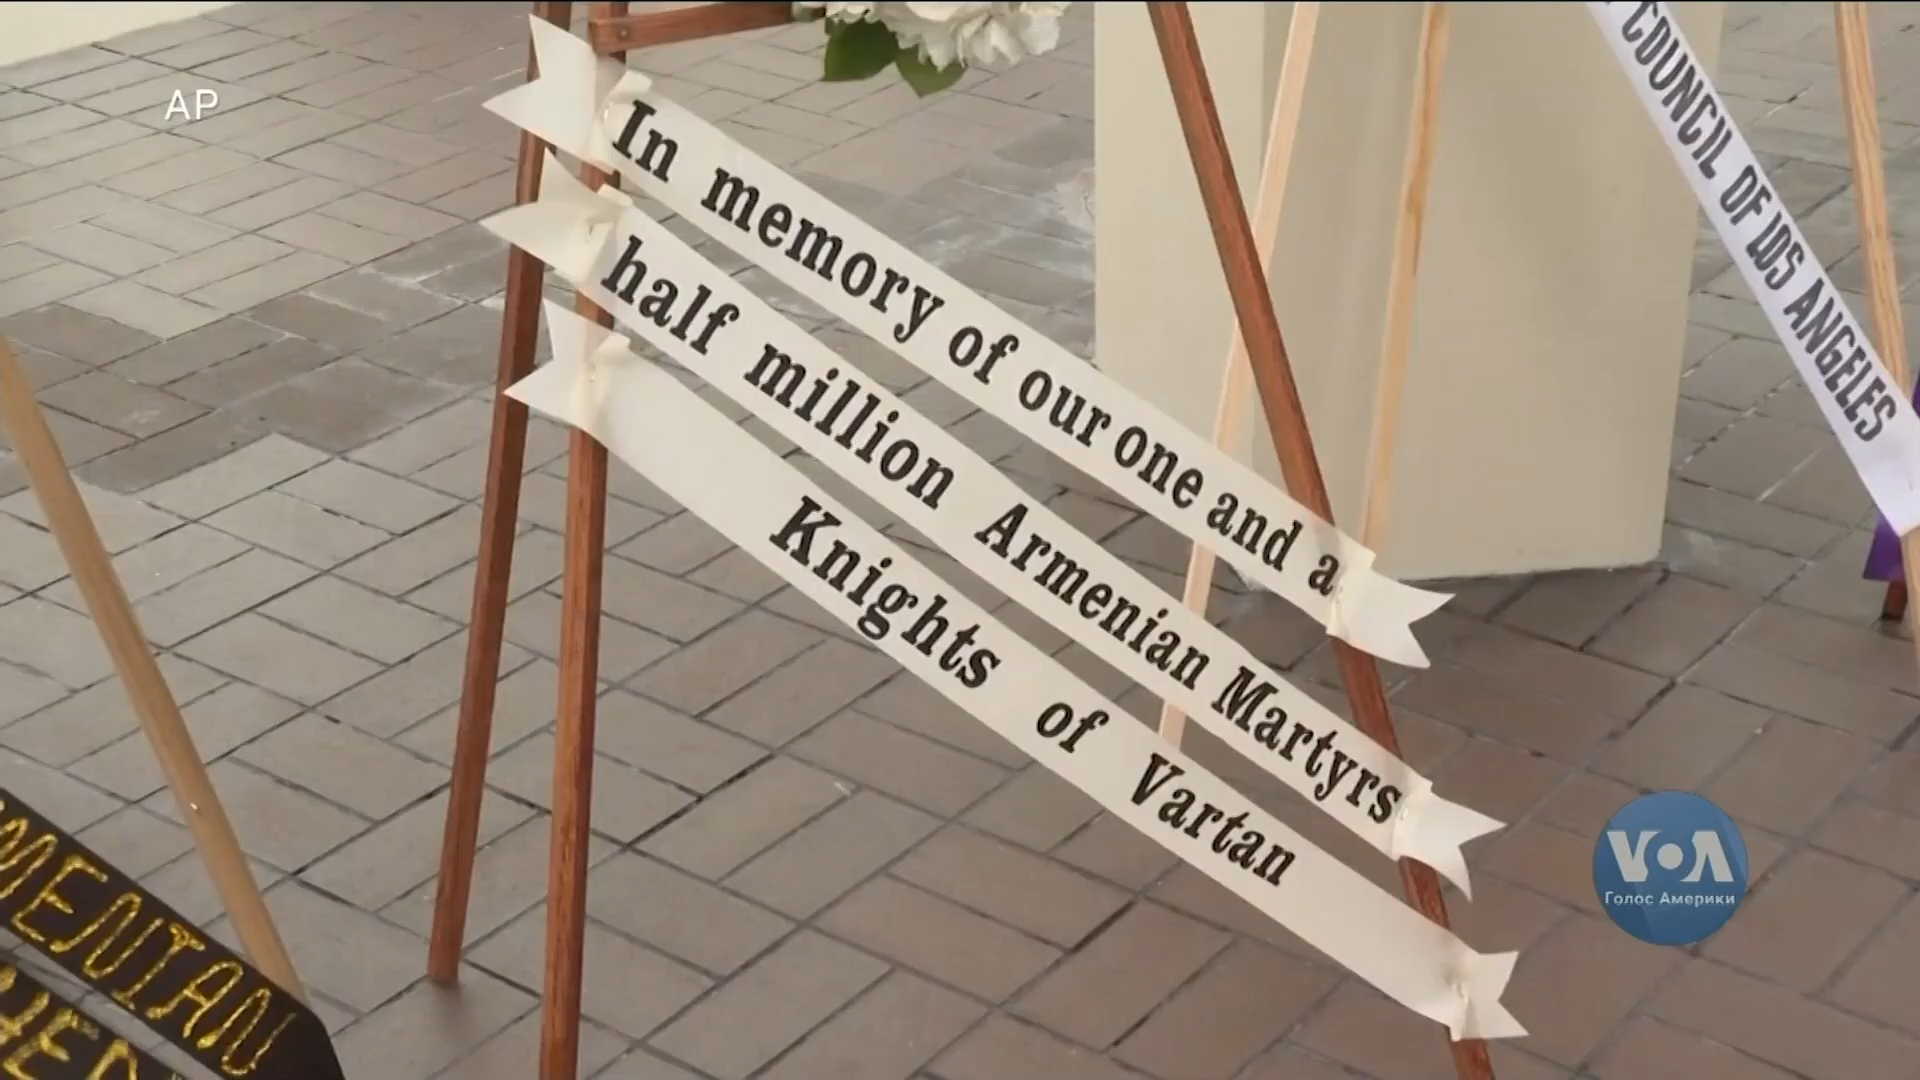 AP
In memory of our one and a
half million Armenian Martyrs
Knights of Vartan
COUNCIL OF LOS ANGELES
VOA
Голос Америки